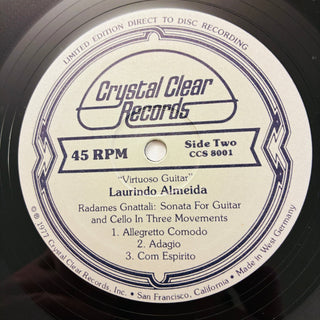 LIMITED EDITION DIRECT TO DISC RECORDING
Crystal Clear
Records
45 RPM
Side Two
CCS 8001
"Virtuoso Guitar"
Laurindo Almeida
Radames Gnattali: Sonata For Guitar
and Cello In Three Movements
1. Allegretto Comodo
2. Adagio
3. Com Espirito
© ℗ 1977 Crystal Clear Records, Inc. • San Francisco, California • Made in West Germany